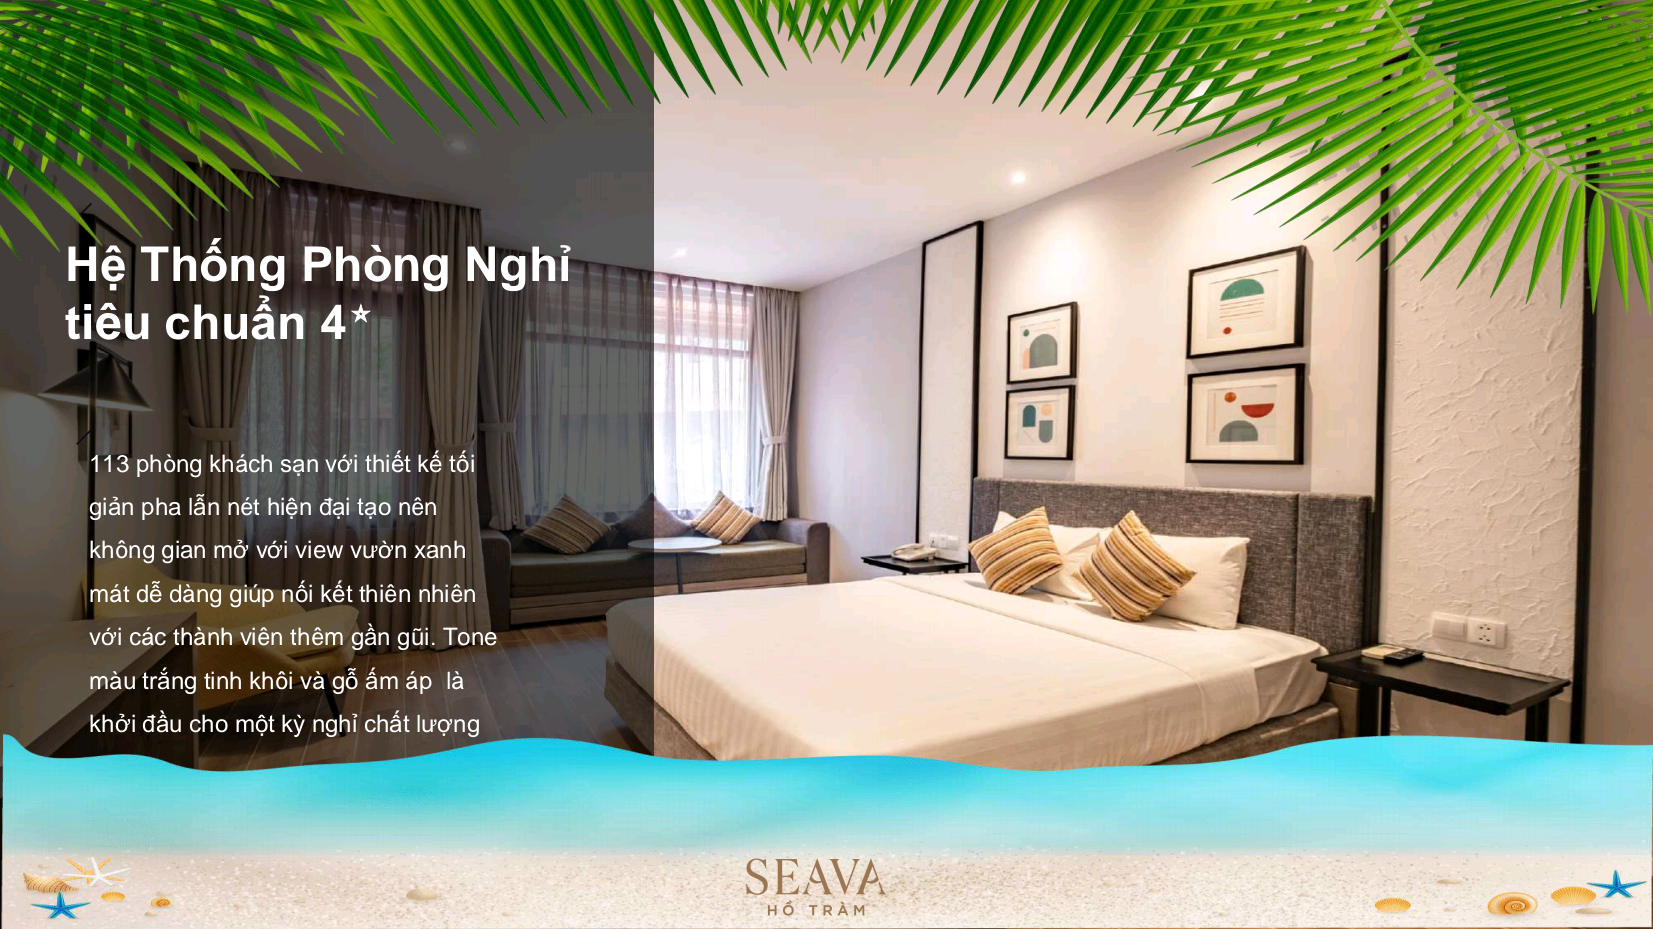 Hệ Thống Phòng Nghỉ
tiêu chuẩn 4★
113 phòng khách sạn với thiết kế tối
giản pha lẫn nét hiện đại tạo nên
không gian mở với view vườn xanh
mát dễ dàng giúp nối kết thiên nhiên
với các thành viên thêm gần gũi. Tone
màu trắng tinh khôi và gỗ ấm áp  là
khởi đầu cho một kỳ nghỉ chất lượng
SEAVA
HỒ TRÀM